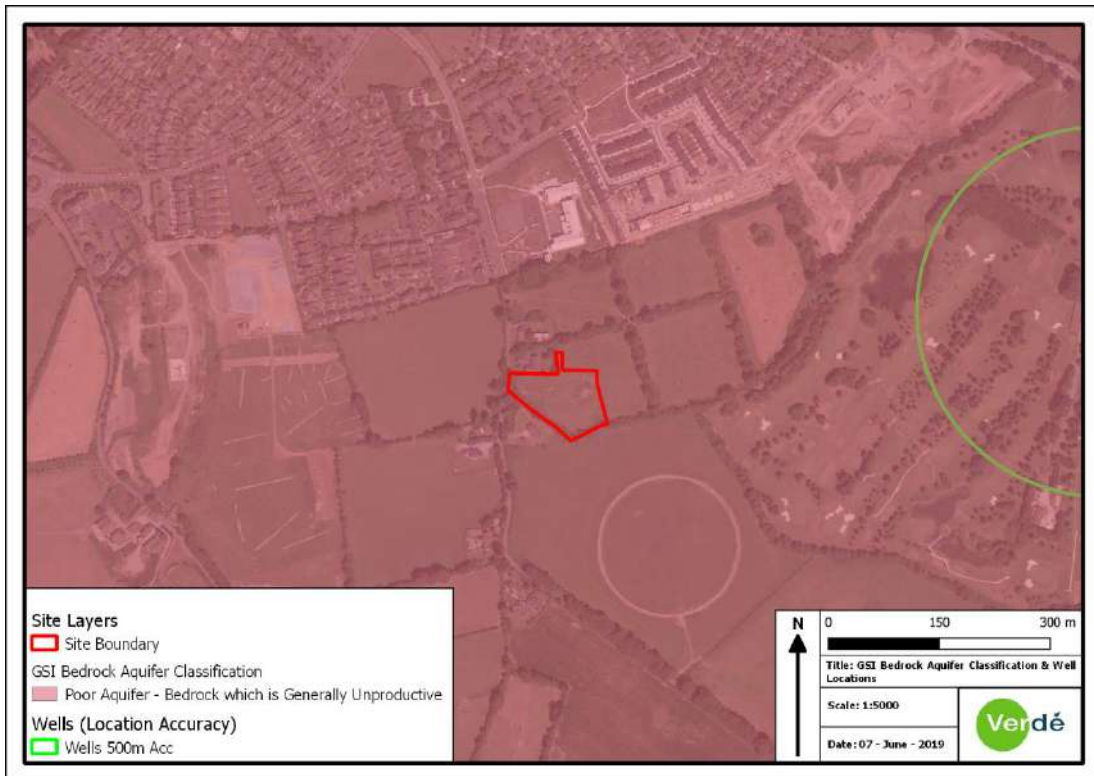 Site Layers
Site Boundary
GSI Bedrock Aquifer Classification
Poor Aquifer - Bedrock which is Generally Unproductive
Wells (Location Accuracy)
Wells 500m Acc
N
0 150 300 m
Title: GSI Bedrock Aquifer Classification & Well
Locations
Scale: 1:5000
Date: 07 - June - 2019
Verdé